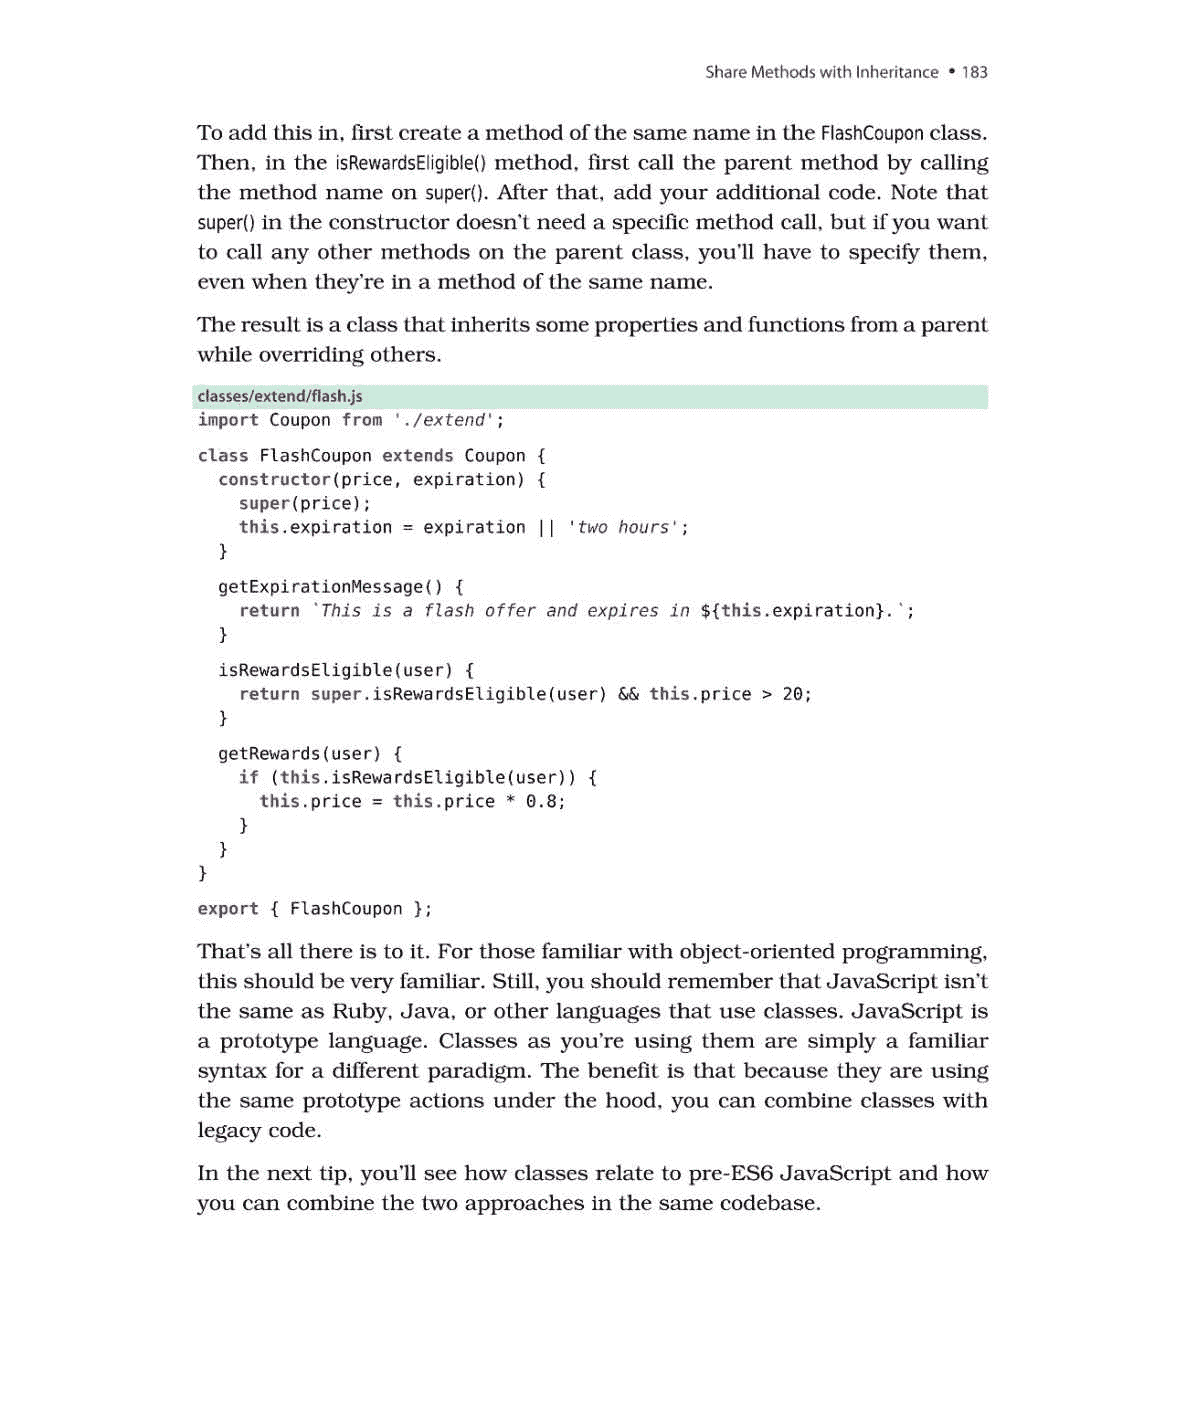 Share Methods with Inheritance • 183
To add this in, first create a method of the same name in the FlashCoupon class.
Then, in the isRewardsEligible() method, first call the parent method by calling
the method name on super(). After that, add your additional code. Note that
super() in the constructor doesn’t need a specific method call, but if you want
to call any other methods on the parent class, you’ll have to specify them,
even when they’re in a method of the same name.
The result is a class that inherits some properties and functions from a parent
while overriding others.
classes/extend/flash.js
import Coupon from './extend';
class FlashCoupon extends Coupon {
  constructor(price, expiration) {
    super(price);
    this.expiration = expiration || 'two hours';
  }
  getExpirationMessage() {
    return `This is a flash offer and expires in ${this.expiration}.`;
  }
  isRewardsEligible(user) {
    return super.isRewardsEligible(user) && this.price > 20;
  }
  getRewards(user) {
    if (this.isRewardsEligible(user)) {
      this.price = this.price * 0.8;
    }
  }
}
export { FlashCoupon };
That’s all there is to it. For those familiar with object-oriented programming,
this should be very familiar. Still, you should remember that JavaScript isn’t
the same as Ruby, Java, or other languages that use classes. JavaScript is
a prototype language. Classes as you’re using them are simply a familiar
syntax for a different paradigm. The benefit is that because they are using
the same prototype actions under the hood, you can combine classes with
legacy code.
In the next tip, you’ll see how classes relate to pre-ES6 JavaScript and how
you can combine the two approaches in the same codebase.